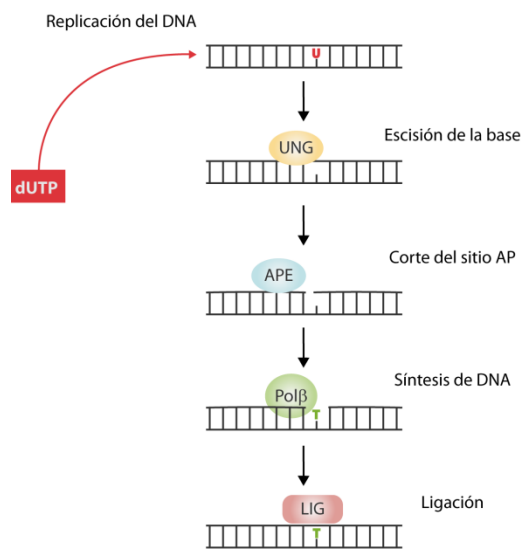 Replicación del DNA
U
UNG
Escisión de la base
dUTP
APE
Corte del sitio AP
Polβ
T
Síntesis de DNA
LIG
T
Ligación